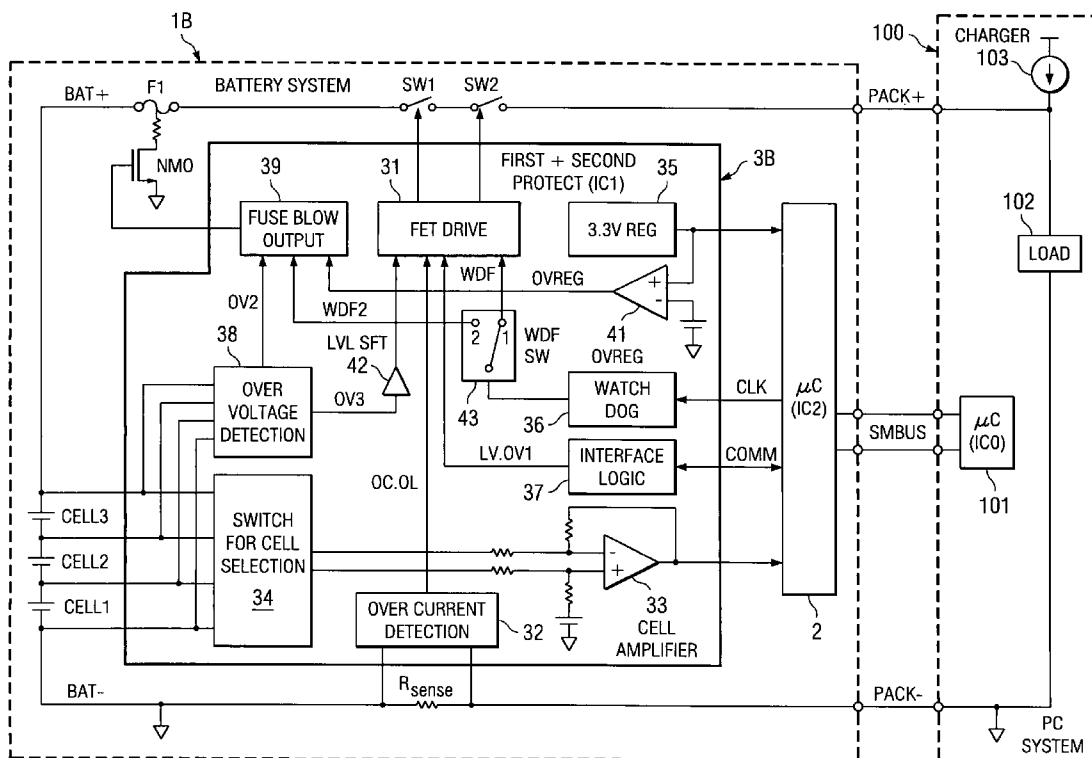 1B
100
CHARGER
103
BAT+
F1
BATTERY SYSTEM
SW1
SW2
PACK+
NMO
39
31
FIRST + SECOND
PROTECT (IC1)
35
3B
FUSE BLOW
OUTPUT
FET DRIVE
3.3V REG
102
LOAD
WDF
OVREG
+
-
41
OV2
WDF2
2
1
WDF
SW
43
OVREG
38
LVL SFT
42
OVER
VOLTAGE
DETECTION
OV3
WATCH
DOG
36
CLK
µC
(IC2)
SMBUS
µC
(IC0)
101
LV.OV1
INTERFACE
LOGIC
37
COMM
OC.OL
CELL3
CELL2
CELL1
SWITCH
FOR CELL
SELECTION
34
-
+
33
CELL
AMPLIFIER
2
OVER CURRENT
DETECTION
32
BAT-
Rsense
PACK-
PC
SYSTEM